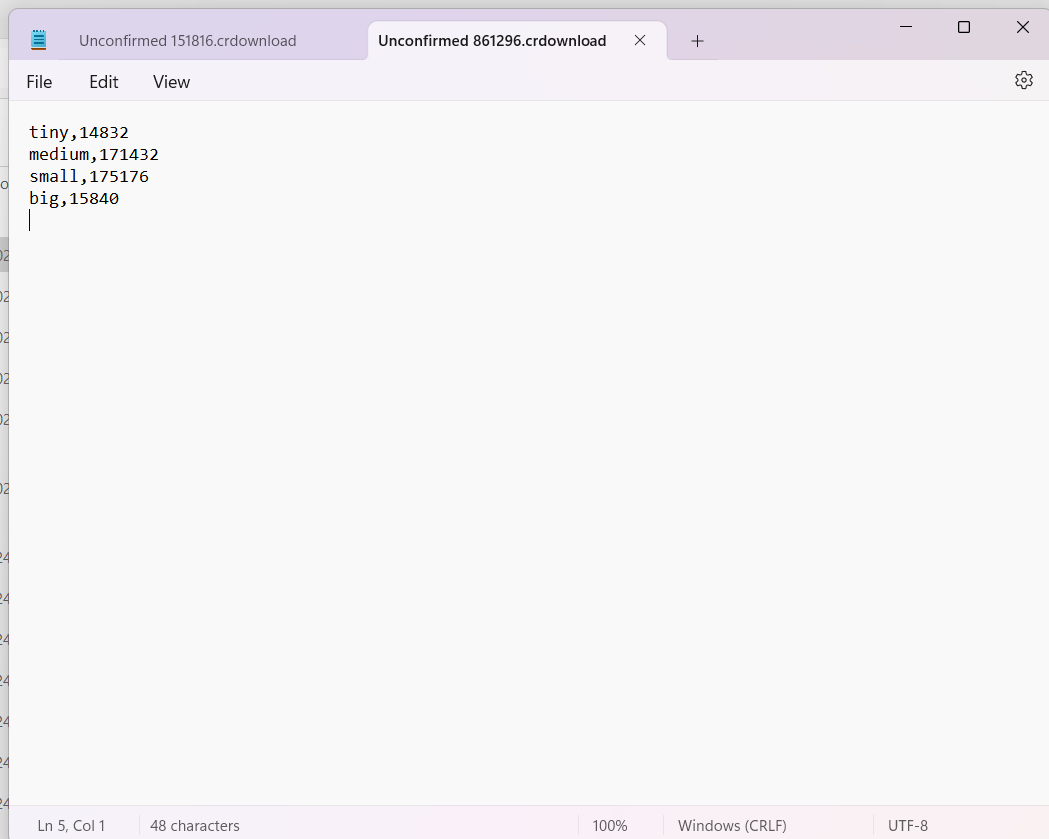 Unconfirmed 151816.crdownload
Unconfirmed 861296.crdownload
File Edit View
tiny,14832
medium,171432
small,175176
big,15840
Ln 5, Col 1 48 characters 100% Windows (CRLF) UTF-8